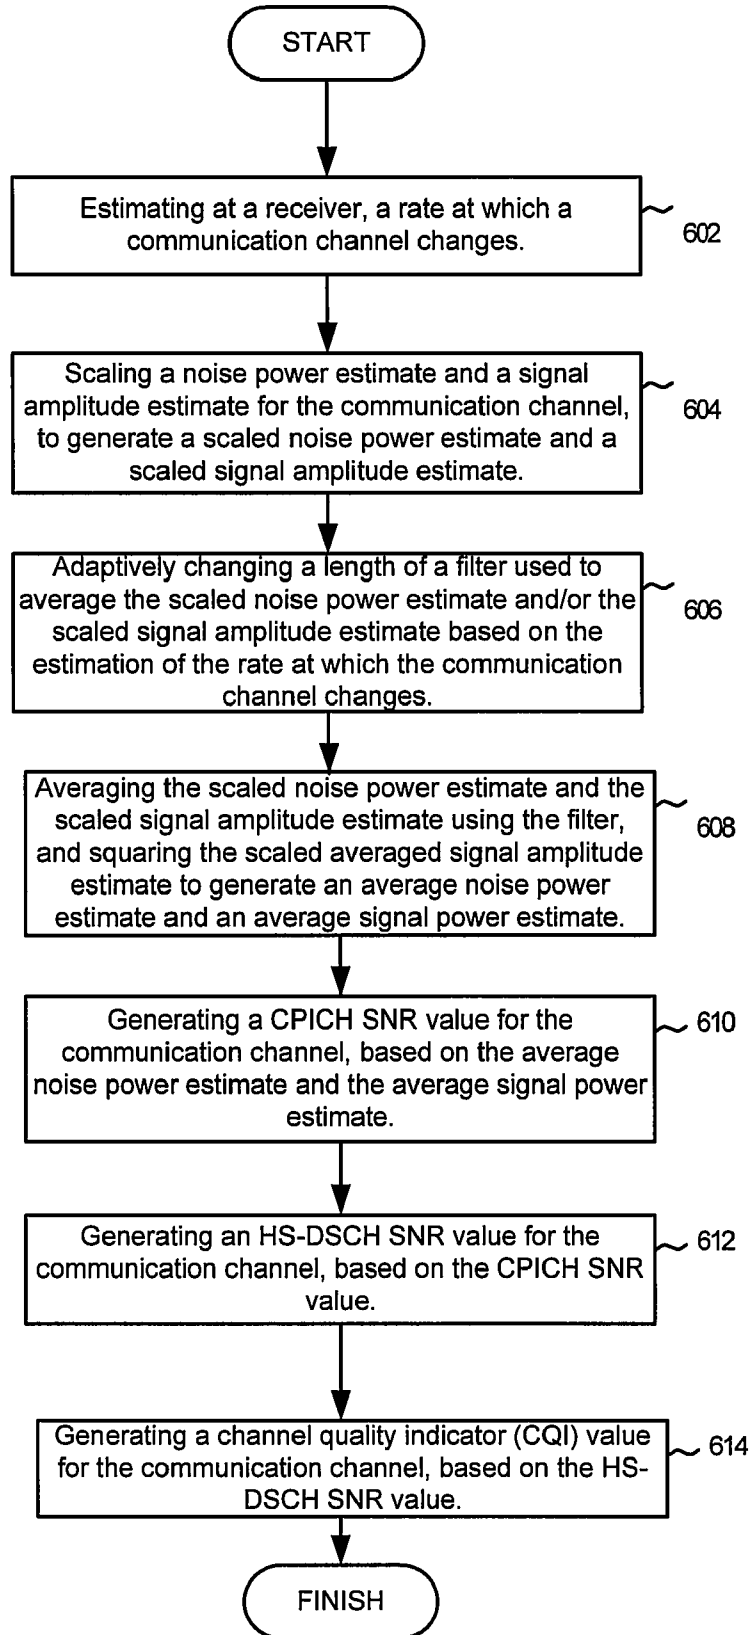 START
Estimating at a receiver, a rate at which a
communication channel changes.
602
Scaling a noise power estimate and a signal
amplitude estimate for the communication channel,
to generate a scaled noise power estimate and a
scaled signal amplitude estimate.
604
Adaptively changing a length of a filter used to
average the scaled noise power estimate and/or the
scaled signal amplitude estimate based on the
estimation of the rate at which the communication
channel changes.
606
Averaging the scaled noise power estimate and the
scaled signal amplitude estimate using the filter,
and squaring the scaled averaged signal amplitude
estimate to generate an average noise power
estimate and an average signal power estimate.
608
Generating a CPICH SNR value for the
communication channel, based on the average
noise power estimate and the average signal power
estimate.
610
Generating an HS-DSCH SNR value for the
communication channel, based on the CPICH SNR
value.
612
Generating a channel quality indicator (CQI) value
for the communication channel, based on the HS-
DSCH SNR value.
614
FINISH